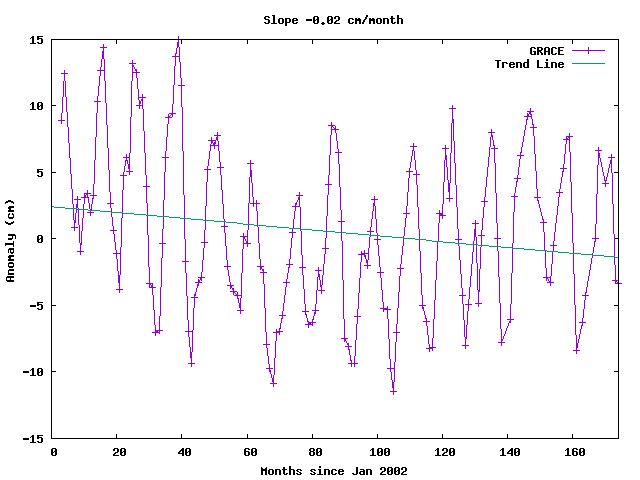 Slope -0.02 cm/month
GRACE
Trend Line
15
10
5
0
-5
-10
-15
Anomaly (cm)
0 20 40 60 80 100 120 140 160
Months since Jan 2002